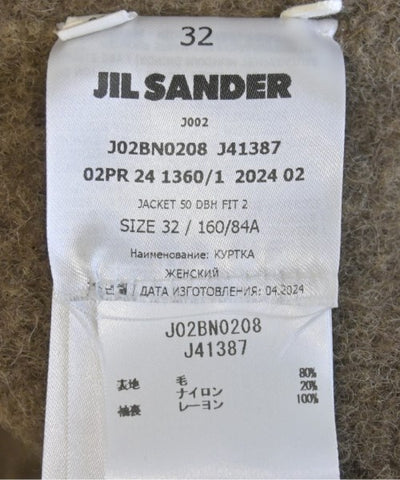 32
JIL SANDER
J002
J02BN0208 J41387
02PR 24 1360/1 2024 02
JACKET 50 DBH FIT 2
SIZE 32 / 160/84A
Наименование: КУРТКА
ЖЕНСКИЙ
ДАТА ИЗГОТОВЛЕНИЯ: 04.2024
J02BN0208
J41387
表地 毛 80%
ナイロン 20%
袖裏 レーヨン 100%